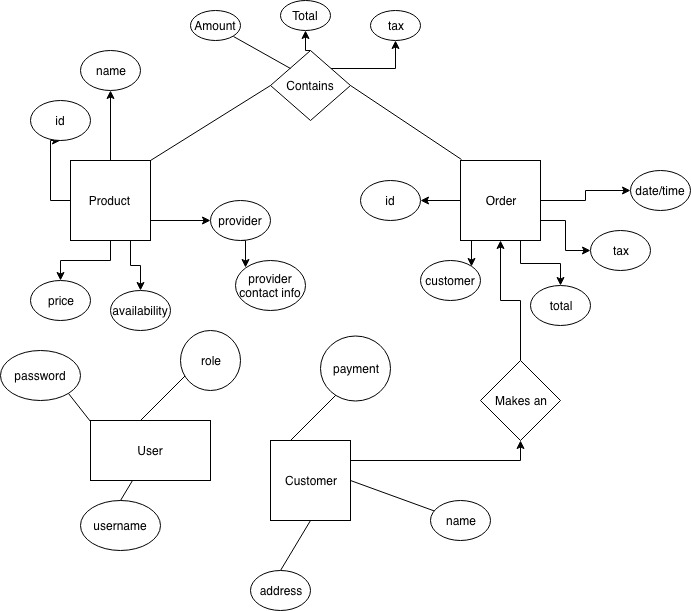 Total
Amount
tax
name
Contains
id
Product
id
Order
date/time
provider
tax
provider
contact info
customer
price
availability
total
role
payment
password
Makes an
User
Customer
username
name
address